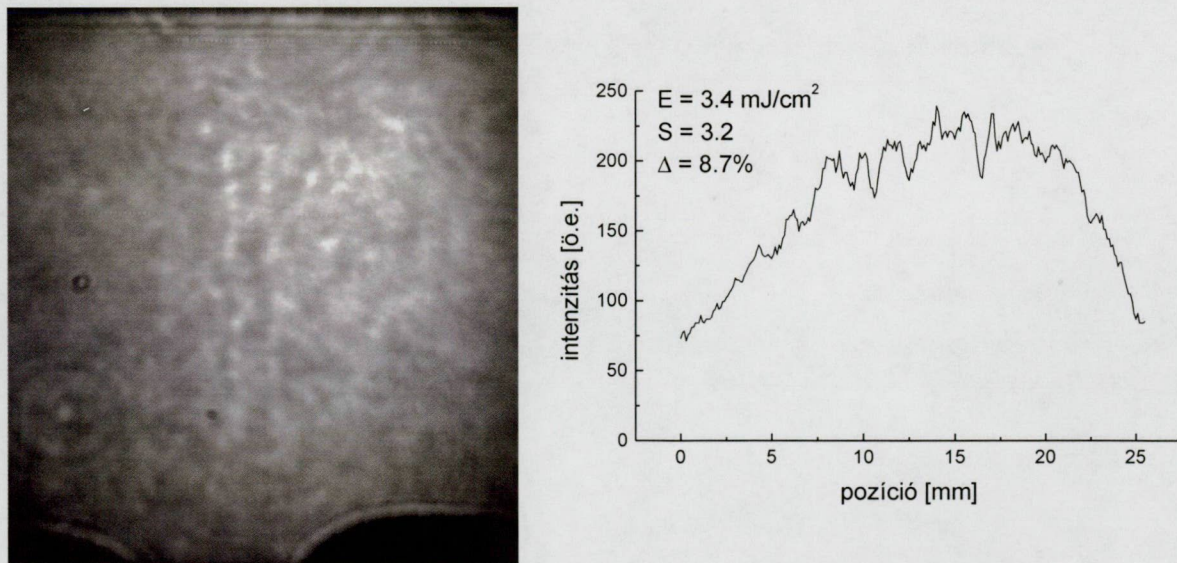 E = 3.4 mJ/cm²
S = 3.2
Δ = 8.7%
250
200
150
100
50
0
intenzitás [ö.e.]
0 5 10 15 20 25
pozíció [mm]